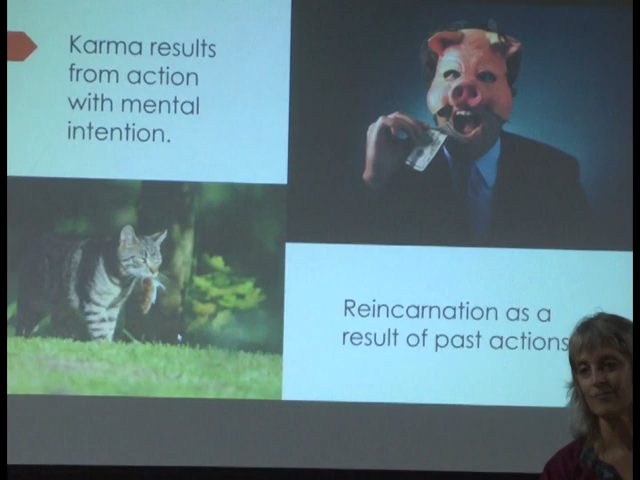 Karma results
from action
with mental
intention.
Reincarnation as a
result of past actions